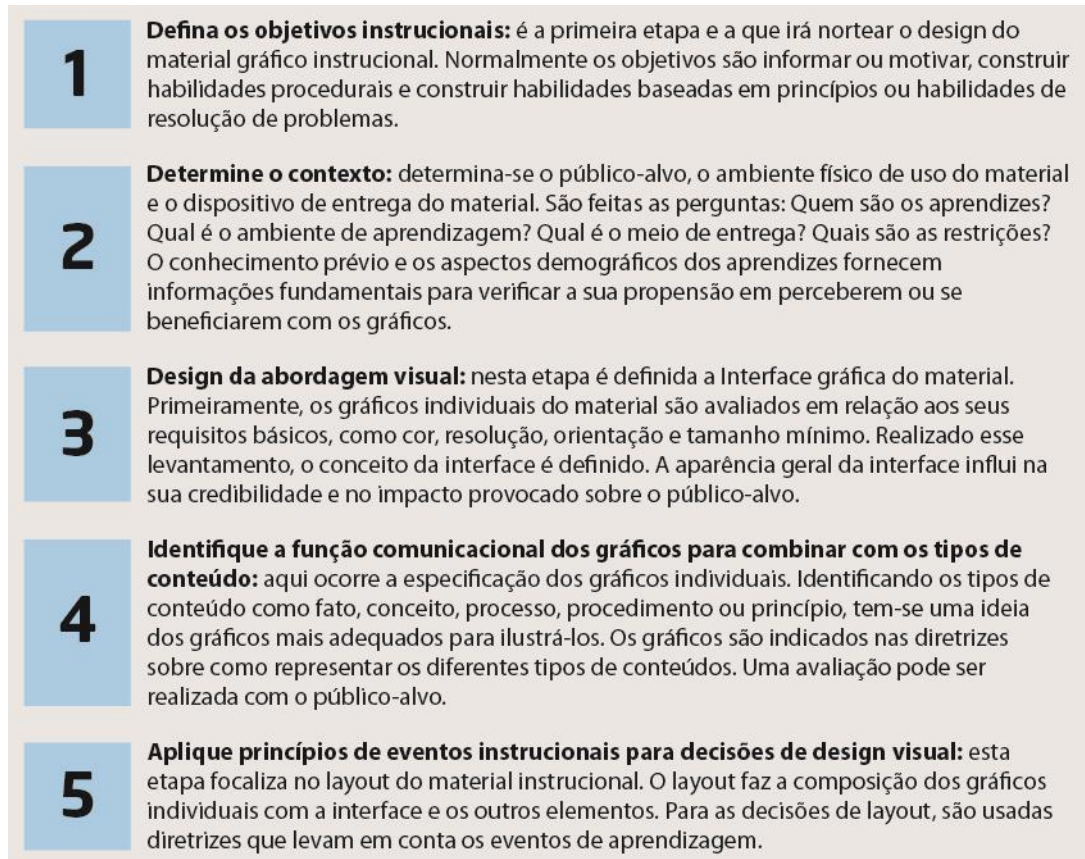 1
Defina os objetivos instrucionais: é a primeira etapa e a que irá nortear o design do
material gráfico instrucional. Normalmente os objetivos são informar ou motivar, construir
habilidades procedurais e construir habilidades baseadas em princípios ou habilidades de
resolução de problemas.
2
Determine o contexto: determina-se o público-alvo, o ambiente físico de uso do material
e o dispositivo de entrega do material. São feitas as perguntas: Quem são os aprendizes?
Qual é o ambiente de aprendizagem? Qual é o meio de entrega? Quais são as restrições?
O conhecimento prévio e os aspectos demográficos dos aprendizes fornecem
informações fundamentais para verificar a sua propensão em perceberem ou se
beneficiarem com os gráficos.
3
Design da abordagem visual: nesta etapa é definida a Interface gráfica do material.
Primeiramente, os gráficos individuais do material são avaliados em relação aos seus
requisitos básicos, como cor, resolução, orientação e tamanho mínimo. Realizado esse
levantamento, o conceito da interface é definido. A aparência geral da interface influi na
sua credibilidade e no impacto provocado sobre o público-alvo.
4
Identifique a função comunicacional dos gráficos para combinar com os tipos de
conteúdo: aqui ocorre a especificação dos gráficos individuais. Identificando os tipos de
conteúdo como fato, conceito, processo, procedimento ou princípio, tem-se uma ideia
dos gráficos mais adequados para ilustrá-los. Os gráficos são indicados nas diretrizes
sobre como representar os diferentes tipos de conteúdos. Uma avaliação pode ser
realizada com o público-alvo.
5
Aplique princípios de eventos instrucionais para decisões de design visual: esta
etapa focaliza no layout do material instrucional. O layout faz a composição dos gráficos
individuais com a interface e os outros elementos. Para as decisões de layout, são usadas
diretrizes que levam em conta os eventos de aprendizagem.